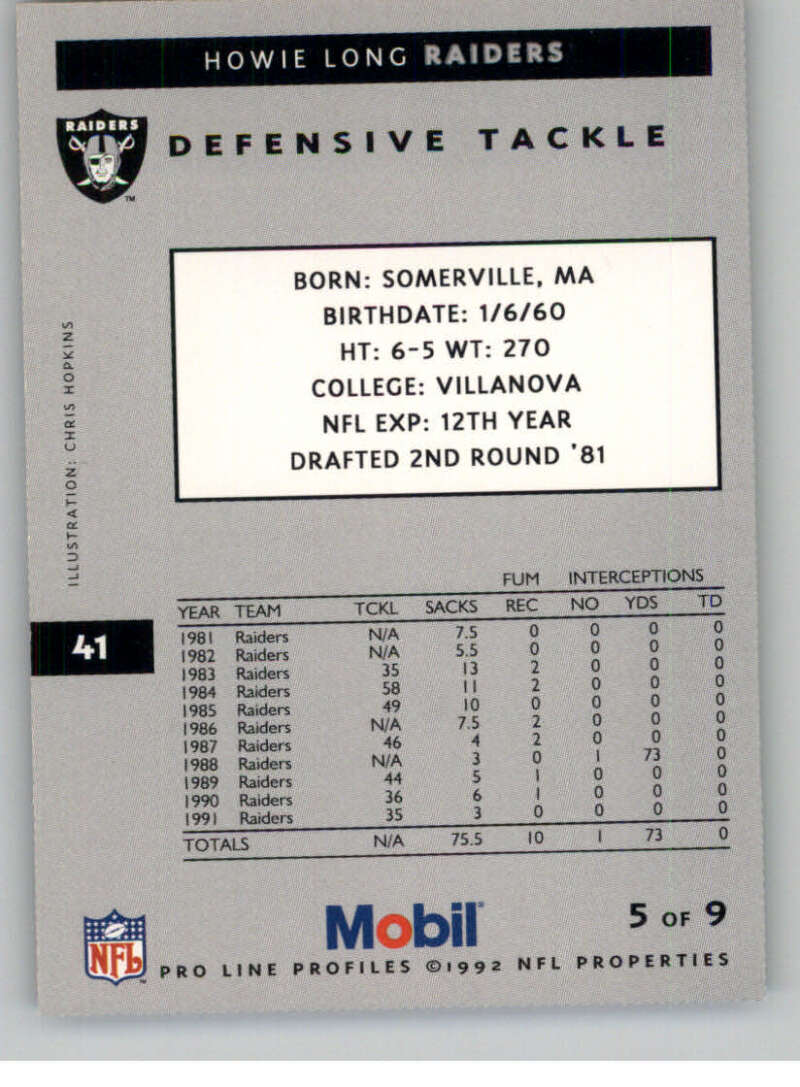 HOWIE LONG RAIDERS
RAIDERS
TM
DEFENSIVE TACKLE
BORN: SOMERVILLE, MA
BIRTHDATE: 1/6/60
HT: 6-5 WT: 270
COLLEGE: VILLANOVA
NFL EXP: 12TH YEAR
DRAFTED 2ND ROUND '81
ILLUSTRATION: CHRIS HOPKINS
41
FUM INTERCEPTIONS
YEAR TEAM TCKL SACKS REC NO YDS TD
1981 Raiders N/A 7.5 0 0 0 0
1982 Raiders N/A 5.5 0 0 0 0
1983 Raiders 35 13 2 0 0 0
1984 Raiders 58 11 2 0 0 0
1985 Raiders 49 10 0 0 0 0
1986 Raiders N/A 7.5 2 0 0 0
1987 Raiders 46 4 2 0 0 0
1988 Raiders N/A 3 0 1 73 0
1989 Raiders 44 5 1 0 0 0
1990 Raiders 36 6 1 0 0 0
1991 Raiders 35 3 0 0 0 0
TOTALS N/A 75.5 10 1 73 0
NFL
Mobil
5 OF 9
PRO LINE PROFILES ©1992 NFL PROPERTIES